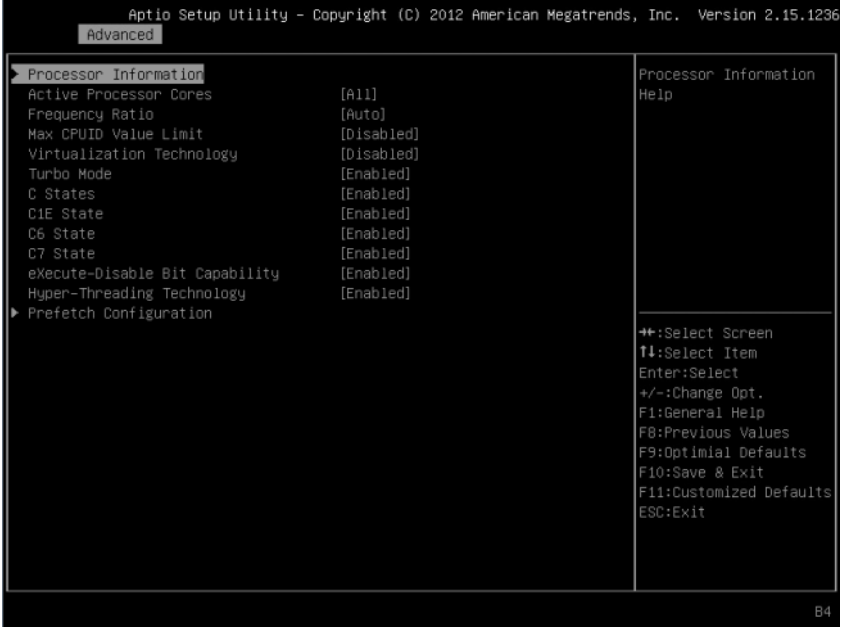 Aptio Setup Utility – Copyright (C) 2012 American Megatrends, Inc. Version 2.15.1236
Advanced
Processor Information
Active Processor Cores [All]
Frequency Ratio [Auto]
Max CPUID Value Limit [Disabled]
Virtualization Technology [Disabled]
Turbo Mode [Enabled]
C States [Enabled]
C1E State [Enabled]
C6 State [Enabled]
C7 State [Enabled]
eXecute-Disable Bit Capability [Enabled]
Hyper-Threading Technology [Enabled]
Prefetch Configuration
Processor Information
Help
→←:Select Screen
↑↓:Select Item
Enter:Select
+/-:Change Opt.
F1:General Help
F8:Previous Values
F9:Optimial Defaults
F10:Save & Exit
F11:Customized Defaults
ESC:Exit
B4